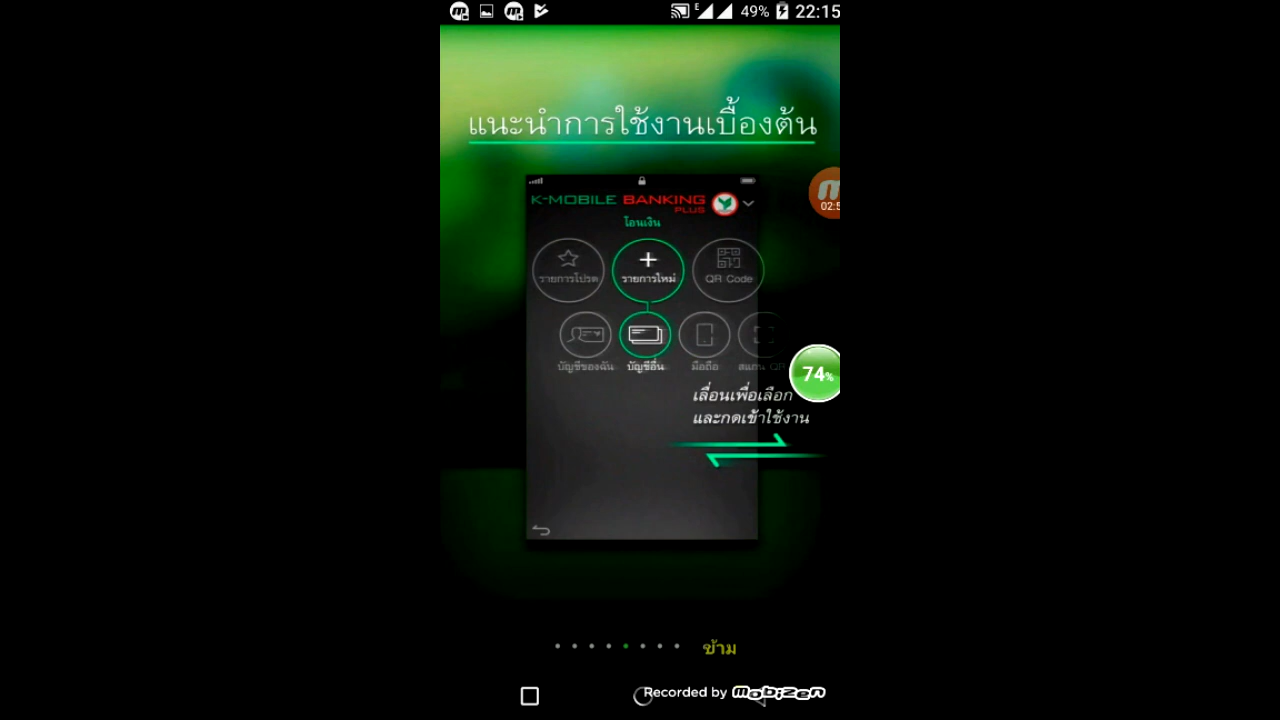 49% 22:15
แนะนำการใช้งานเบื้องต้น
K-MOBILE BANKING
PLUS
โอนเงิน
รายการโปรด รายการใหม่ QR Code
บัญชีของฉัน บัญชีอื่น มือถือ สแกน QR
74%
เลื่อนเพื่อเลือก
และกดเข้าใช้งาน
ข้าม
Recorded by mobizen